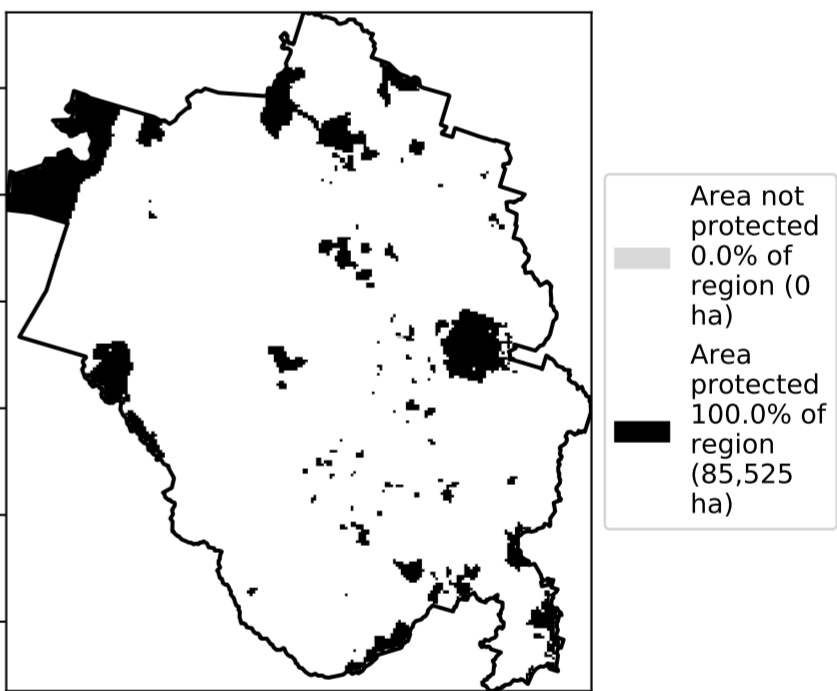 Area not
protected
0.0% of
region (0
ha)
Area
protected
100.0% of
region
(85,525
ha)